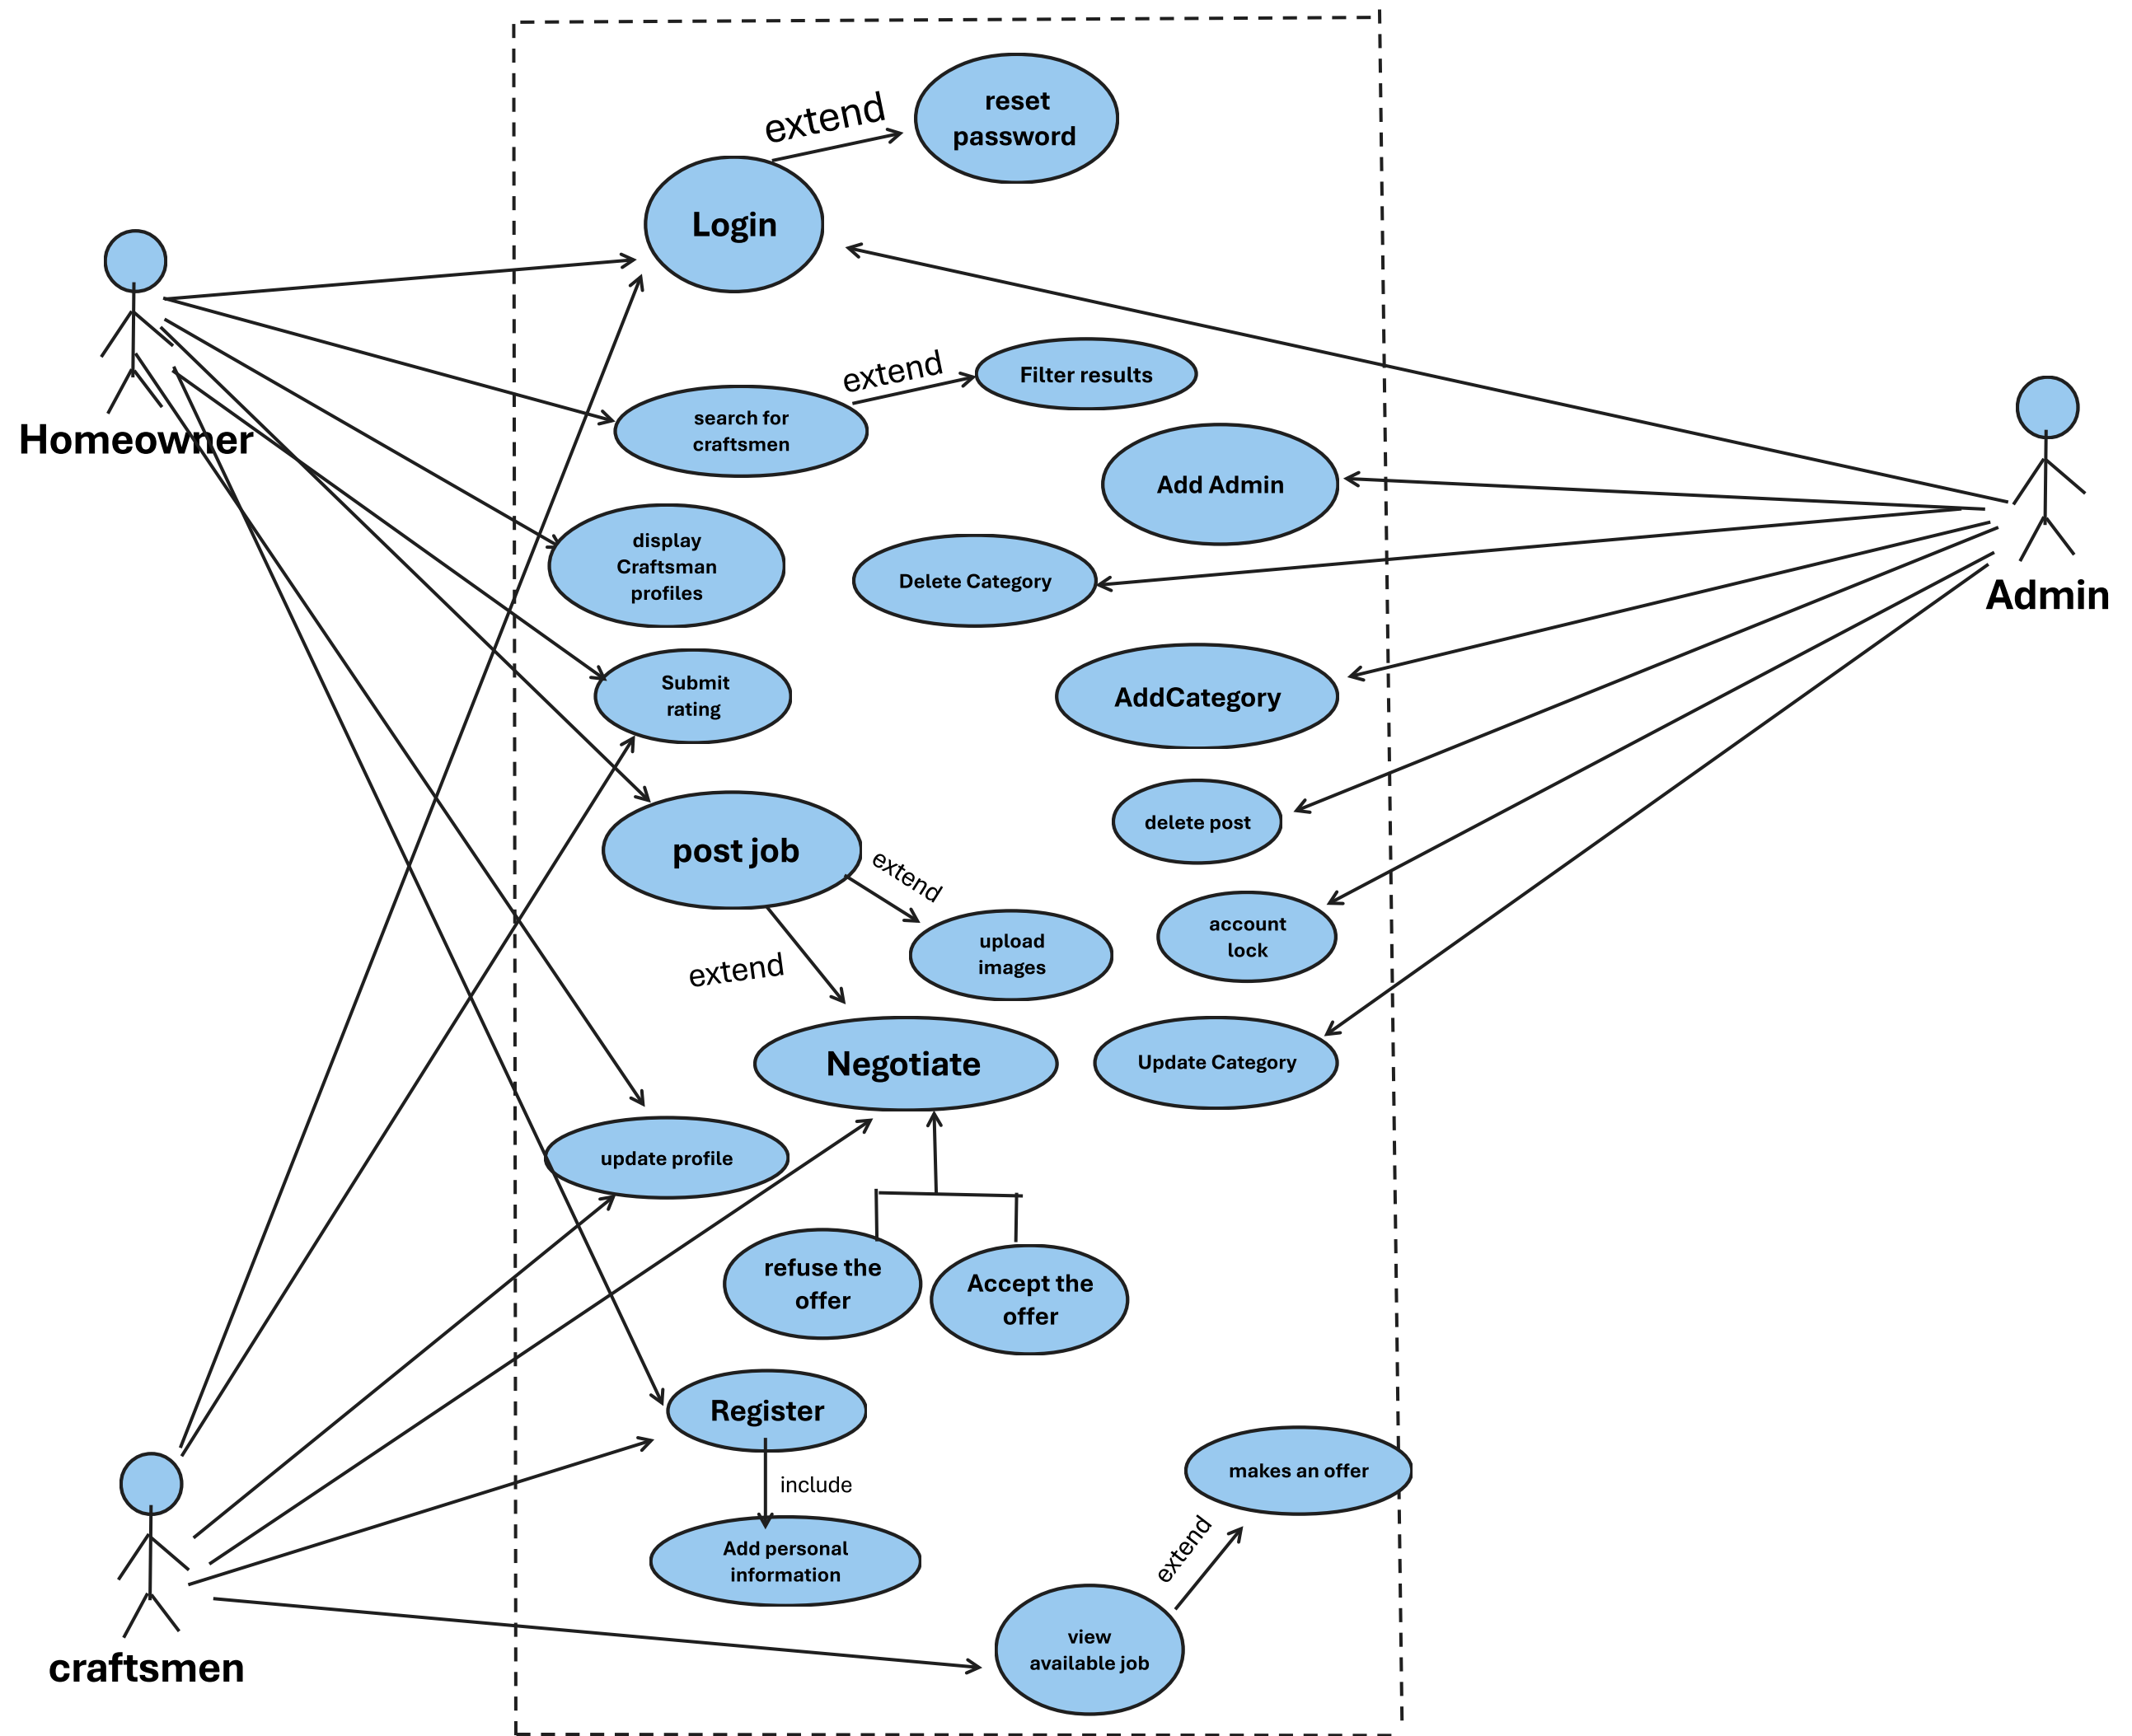 extend
reset
password
Login
extend
Filter results
search for
craftsmen
Homeowner
Add Admin
display
Craftsman
profiles
Delete Category
Admin
Submit
rating
AddCategory
post job
extend
delete post
upload
images
account
lock
extend
Negotiate
Update Category
update profile
refuse the
offer
Accept the
offer
Register
include
makes an offer
Add personal
information
extend
craftsmen
view
available job